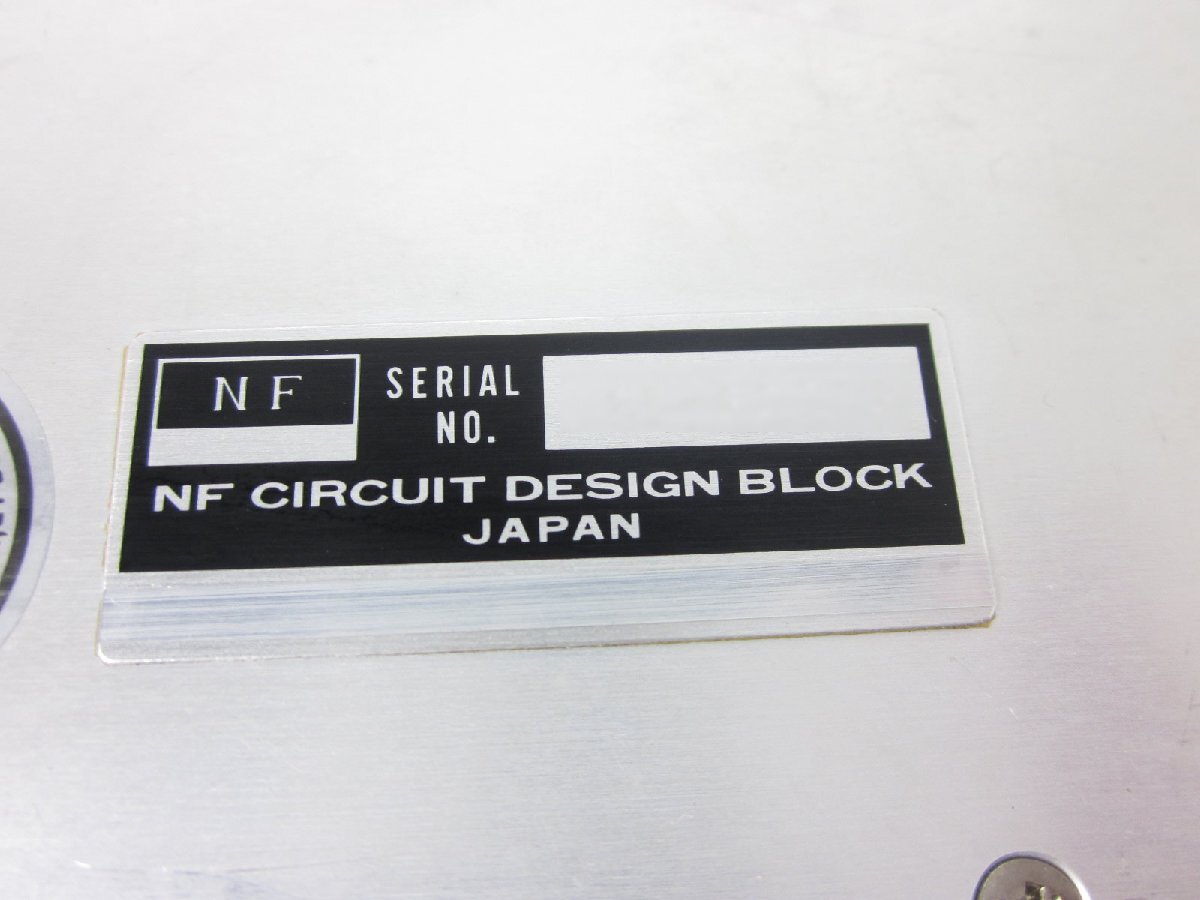 NF
SERIAL
NO.
NF CIRCUIT DESIGN BLOCK
JAPAN